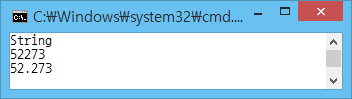 C:₩Windows₩system32₩cmd....
String
52273
52.273